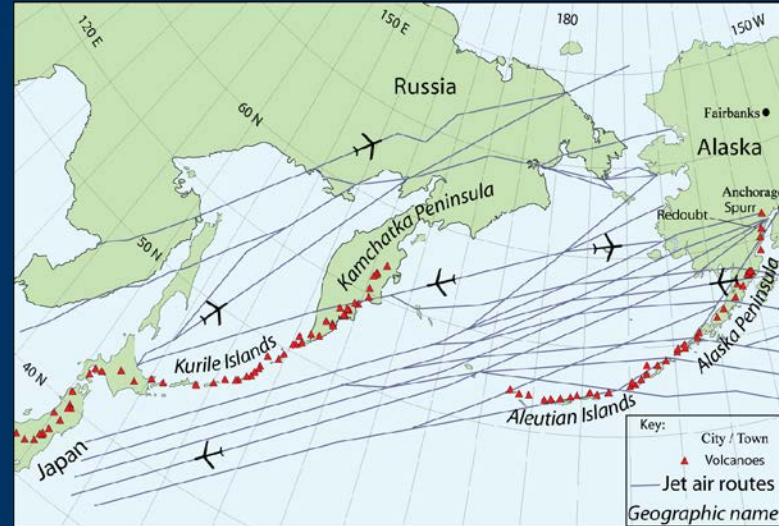 120 E
150 E
180
150 W
Russia
Fairbanks
60 N
Alaska
Anchorage
Spurr
Redoubt
Kamchatka Peninsula
50 N
Alaska Peninsula
Kurile Islands
40 N
Aleutian Islands
Japan
Key:
City / Town
Volcanoes
Jet air routes
Geographic name